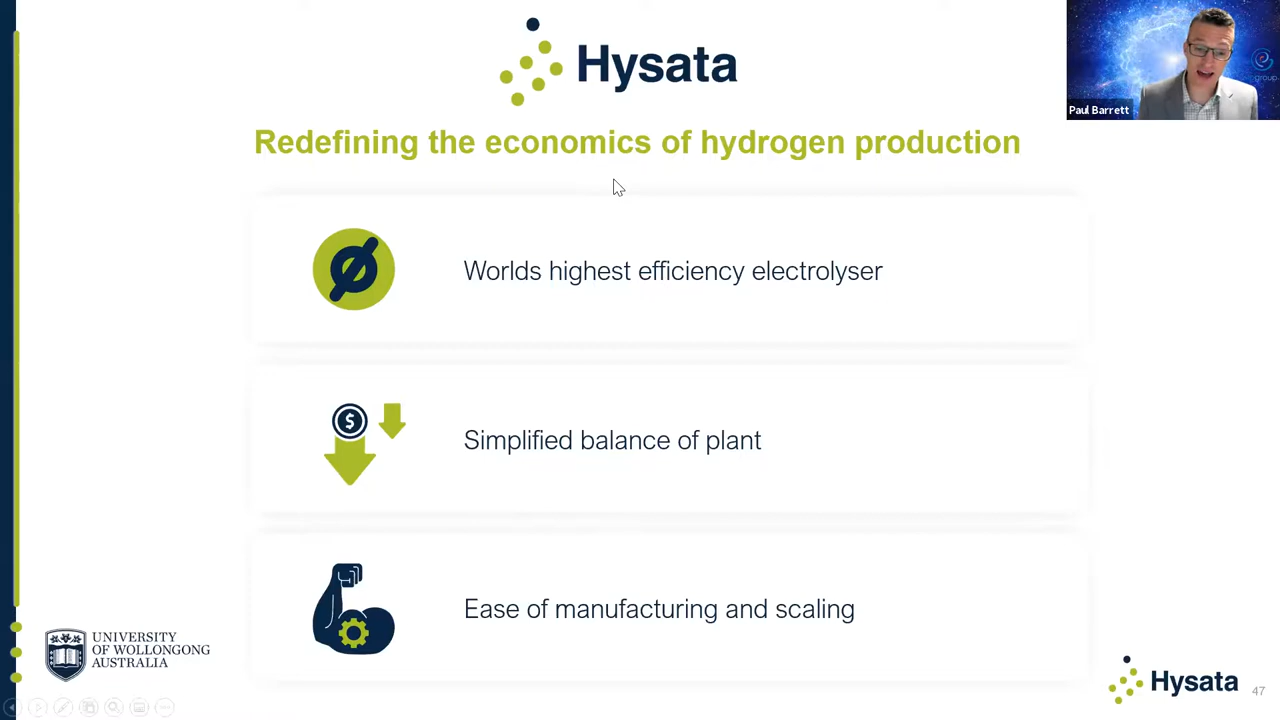 Hysata
Paul Barrett
Redefining the economics of hydrogen production
Worlds highest efficiency electrolyser
$
Simplified balance of plant
Ease of manufacturing and scaling
UNIVERSITY
OF WOLLONGONG
AUSTRALIA
Hysata
47